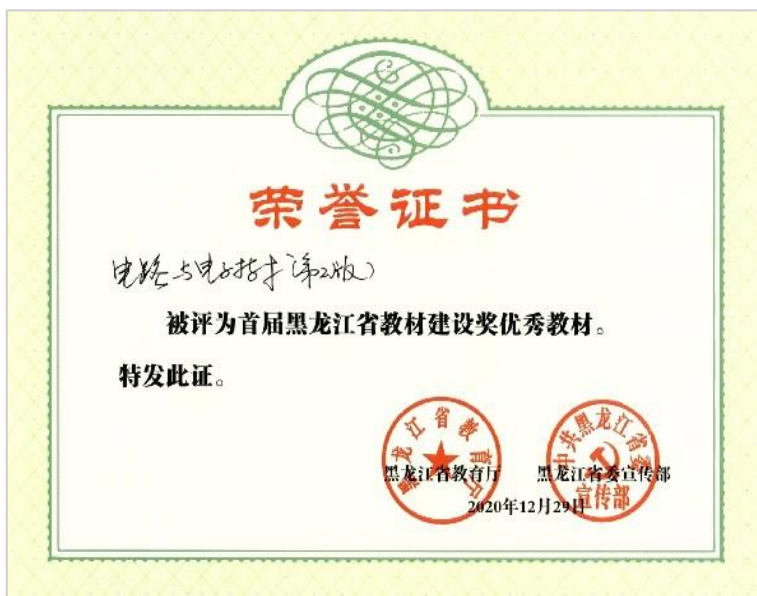 荣誉证书
电路与电子技术(第2版)
被评为首届黑龙江省教材建设奖优秀教材。
特发此证。
黑龙江省教育厅
中共黑龙江省委
宣传部
黑龙江省教育厅 黑龙江省委宣传部
2020年12月29日